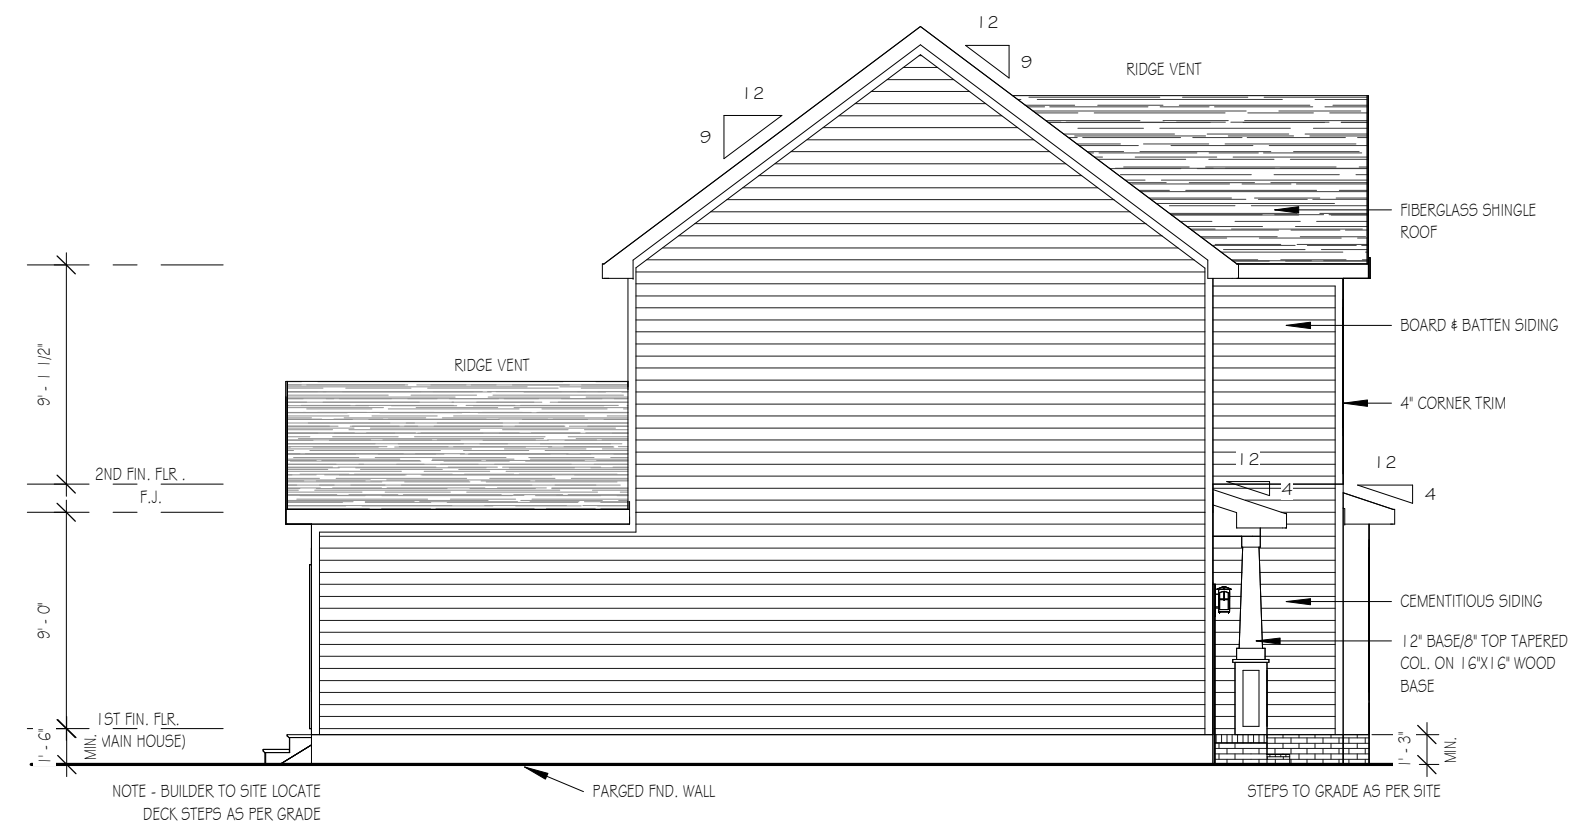 12
9
RIDGE VENT
12
9
FIBERGLASS SHINGLE
ROOF
BOARD & BATTEN SIDING
9' - 1 1/2"
RIDGE VENT
4" CORNER TRIM
12
4
12
4
2ND FIN. FLR .
F.J.
9' - 0"
CEMENTITIOUS SIDING
12" BASE/8" TOP TAPERED
COL. ON 16"X16" WOOD
BASE
1ST FIN. FLR.
MAIN HOUSE)
1' - 6"
MIN.
1' - 3"
MIN.
NOTE - BUILDER TO SITE LOCATE
DECK STEPS AS PER GRADE
PARGED FND. WALL
STEPS TO GRADE AS PER SITE